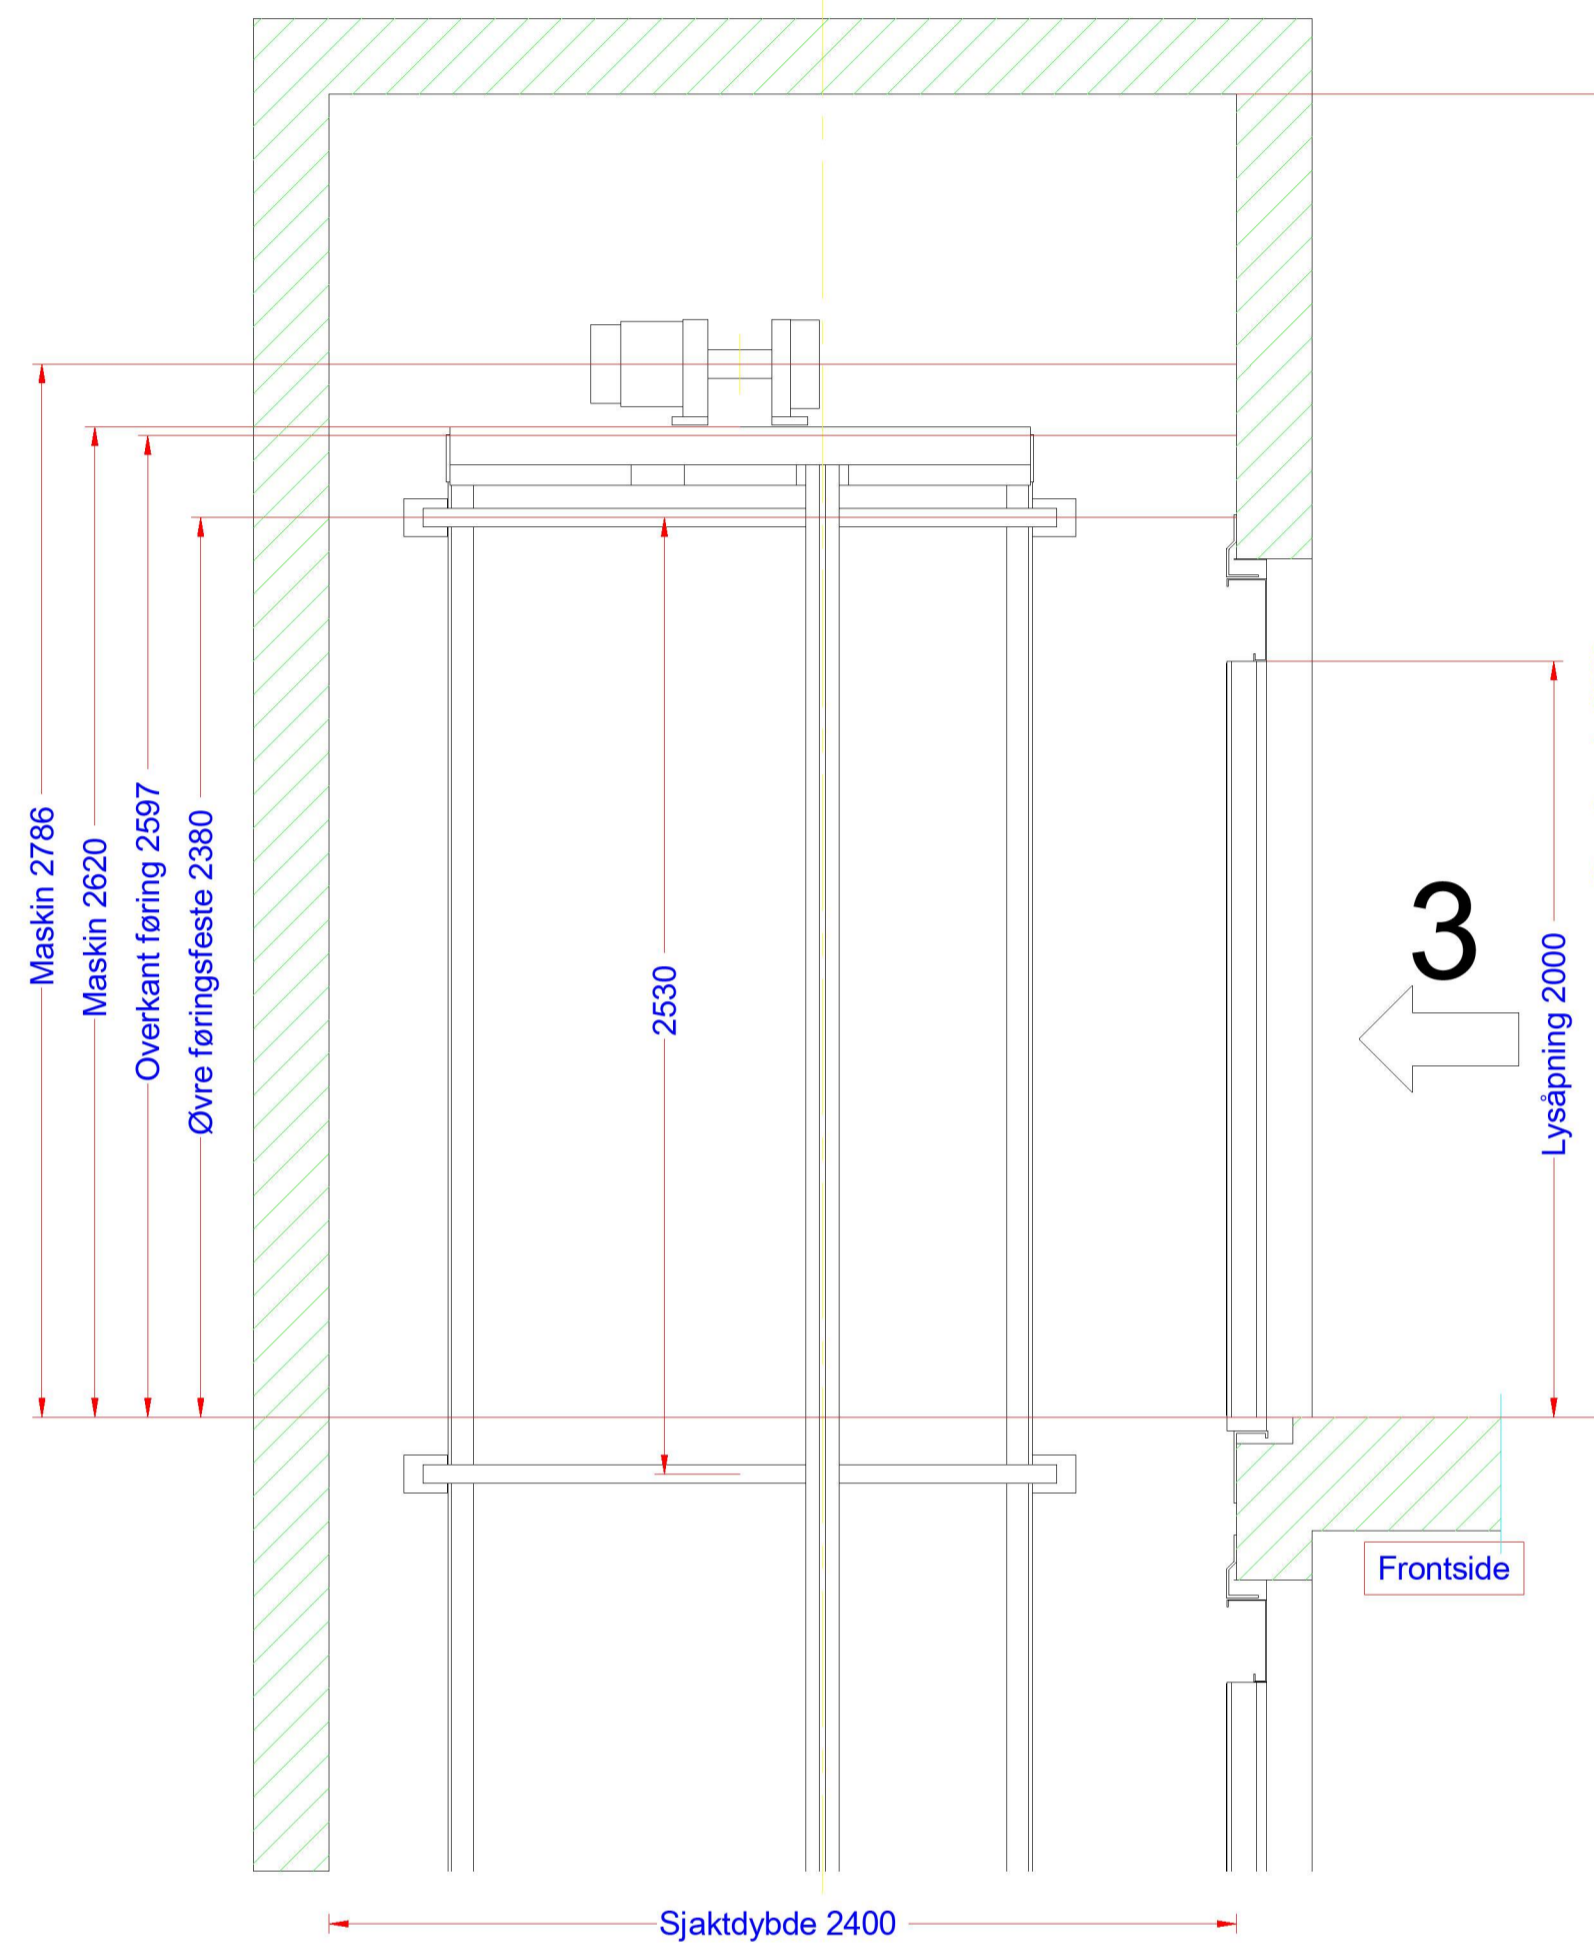 Maskin 2786
Maskin 2620
Overkant føring 2597
Øvre føringsfeste 2380
2530
3
Lysåpning 2000
Frontside
Sjaktdybde 2400